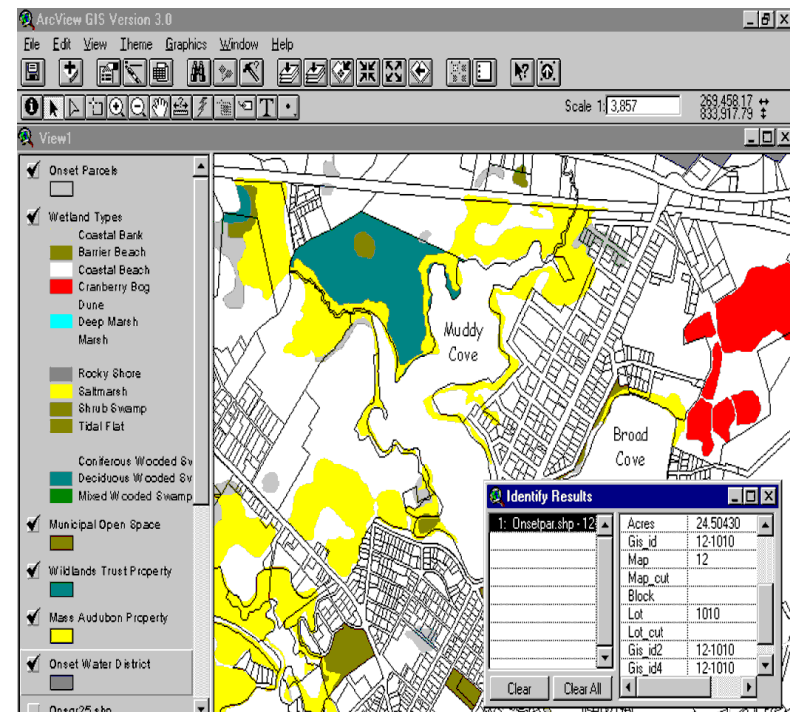 ArcView GIS Version 3.0
File Edit View Theme Graphics Window Help
Scale 1: 3,857
269,458.17
833,917.79
View1
Onset Parcels
Wetland Types
Coastal Bank
Barrier Beach
Coastal Beach
Cranberry Bog
Dune
Deep Marsh
Marsh
Rocky Shore
Saltmarsh
Shrub Swamp
Tidal Flat
Coniferous Wooded Sv
Deciduous Wooded Sv
Mixed Wooded Swamp
Municipal Open Space
Wildlands Trust Property
Mass Audubon Property
Onset Water District
Muddy
Cove
Broad
Cove
Identify Results
1: Onselpar.shp - 12-
Acres 24.50430
Gis_id 12-1010
Map 12
Map_cut
Block
Lot 1010
Lot_cut
Gis_id2 12-1010
Gis_id4 12-1010
Clear Clear All